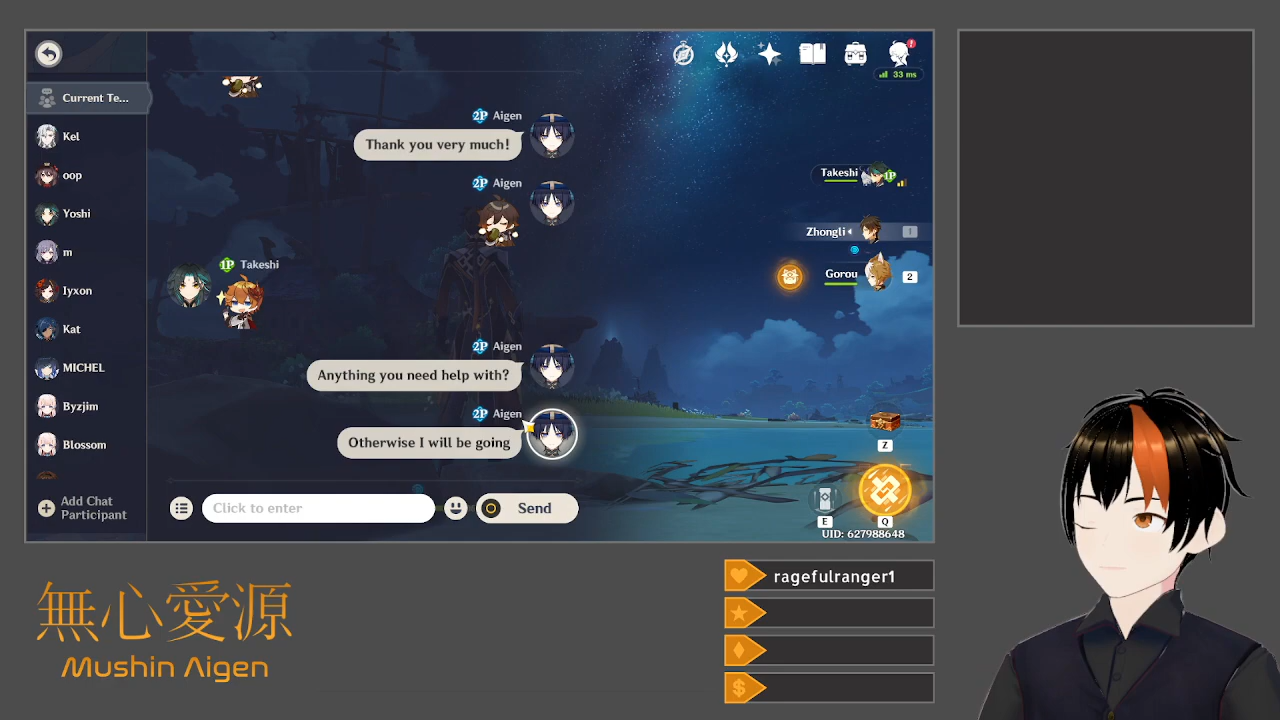 Current Te...
Kel
oop
Yoshi
m
Iyxon
Kat
MICHEL
Byzjim
Blossom
Add Chat
Participant
2P Aigen
Thank you very much!
2P Aigen
1P Takeshi
2P Aigen
Anything you need help with?
2P Aigen
Otherwise I will be going
Click to enter
Send
33 ms
Takeshi 1P
Zhongli 1
Gorou 2
Z
E
Q
UID: 627988648
無心愛源
Mushin Aigen
ragefulranger1